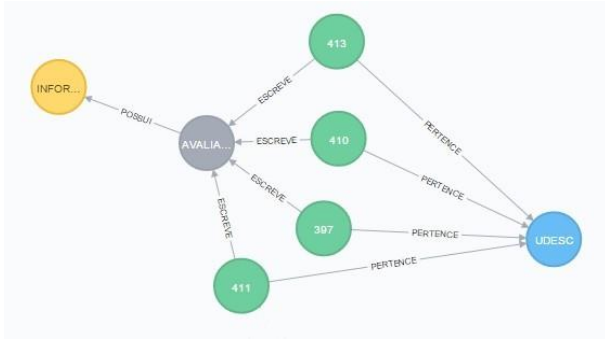 413
INFOR...
ESCREVE
POSSUI
PERTENCE
AVALIA...
ESCREVE
410
PERTENCE
ESCREVE
ESCREVE
397
PERTENCE
UDESC
PERTENCE
411